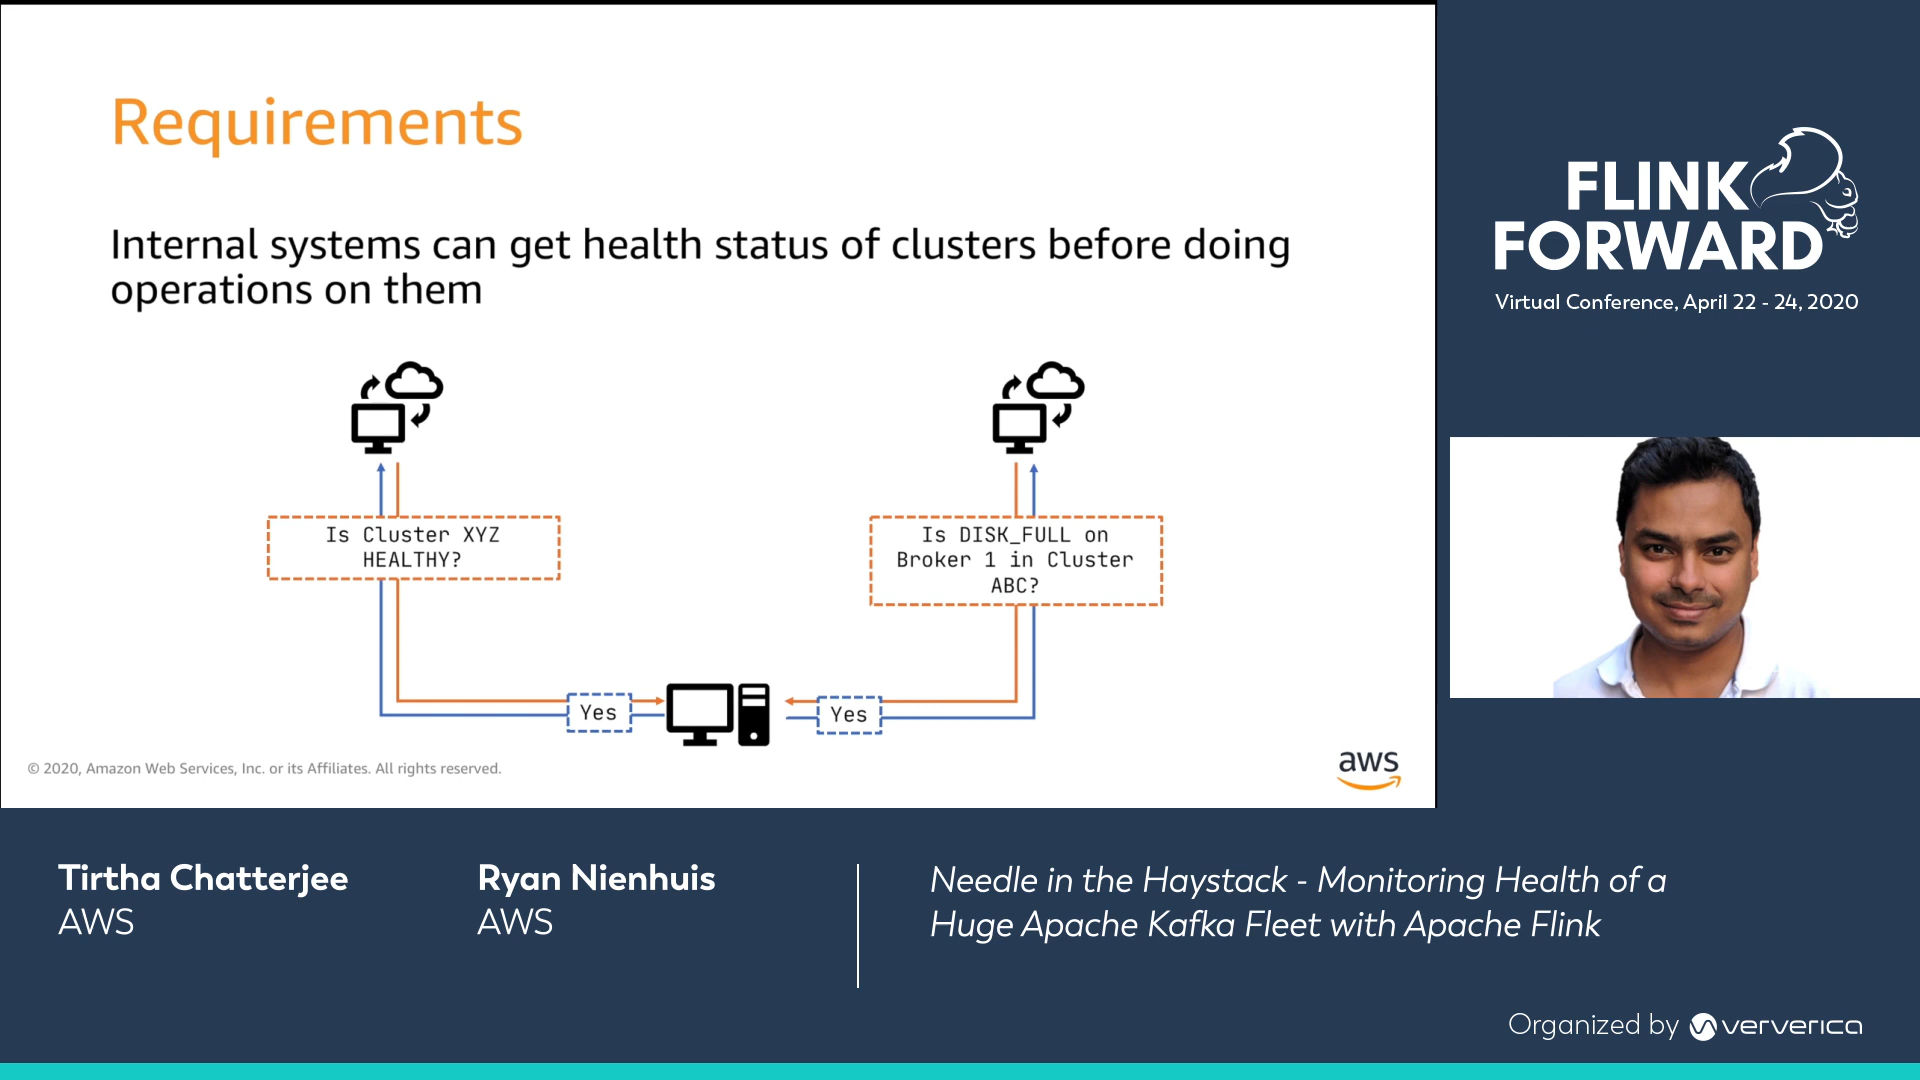 Requirements
Internal systems can get health status of clusters before doing
operations on them
Is Cluster XYZ
HEALTHY?
Is DISK_FULL on
Broker 1 in Cluster
ABC?
Yes
Yes
© 2020, Amazon Web Services, Inc. or its Affiliates. All rights reserved.
aws
FLINK
FORWARD
Virtual Conference, April 22 - 24, 2020
Tirtha Chatterjee
AWS
Ryan Nienhuis
AWS
Needle in the Haystack - Monitoring Health of a
Huge Apache Kafka Fleet with Apache Flink
Organized by ververica